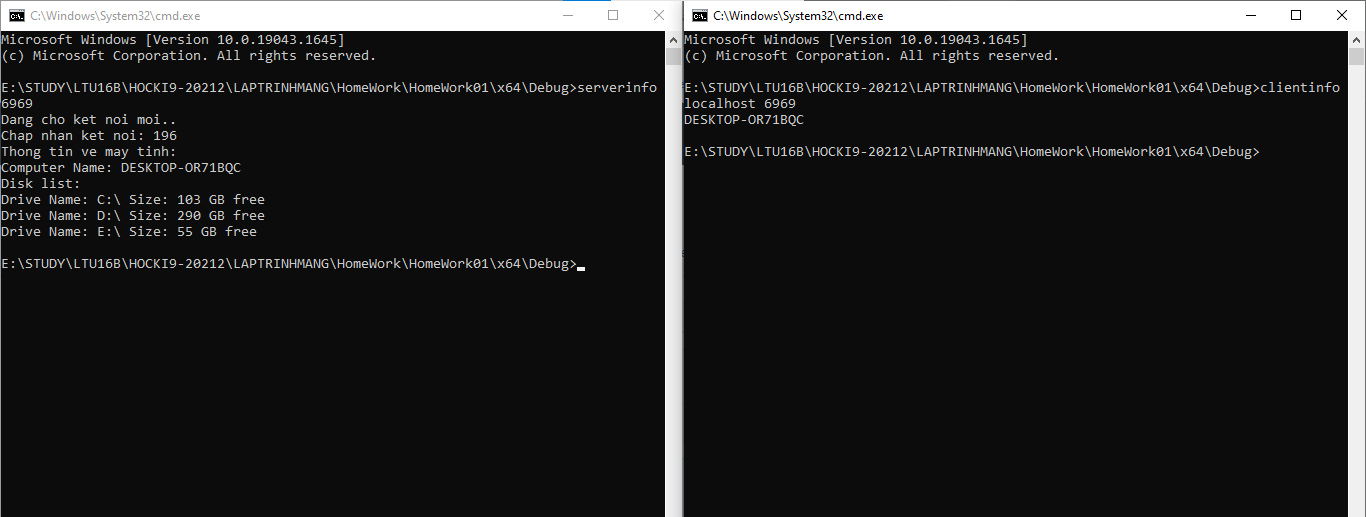 C:\Windows\System32\cmd.exe
Microsoft Windows [Version 10.0.19043.1645]
(c) Microsoft Corporation. All rights reserved.
E:\STUDY\LTU16B\HOCKI9-20212\LAPTRINHMANG\HomeWork\HomeWork01\x64\Debug>serverinfo
6969
Dang cho ket noi moi..
Chap nhan ket noi: 196
Thong tin ve may tinh:
Computer Name: DESKTOP-OR71BQC
Disk list:
Drive Name: C:\ Size: 103 GB free
Drive Name: D:\ Size: 290 GB free
Drive Name: E:\ Size: 55 GB free
E:\STUDY\LTU16B\HOCKI9-20212\LAPTRINHMANG\HomeWork\HomeWork01\x64\Debug>
C:\Windows\System32\cmd.exe
Microsoft Windows [Version 10.0.19043.1645]
(c) Microsoft Corporation. All rights reserved.
E:\STUDY\LTU16B\HOCKI9-20212\LAPTRINHMANG\HomeWork\HomeWork01\x64\Debug>clientinfo
localhost 6969
DESKTOP-OR71BQC
E:\STUDY\LTU16B\HOCKI9-20212\LAPTRINHMANG\HomeWork\HomeWork01\x64\Debug>